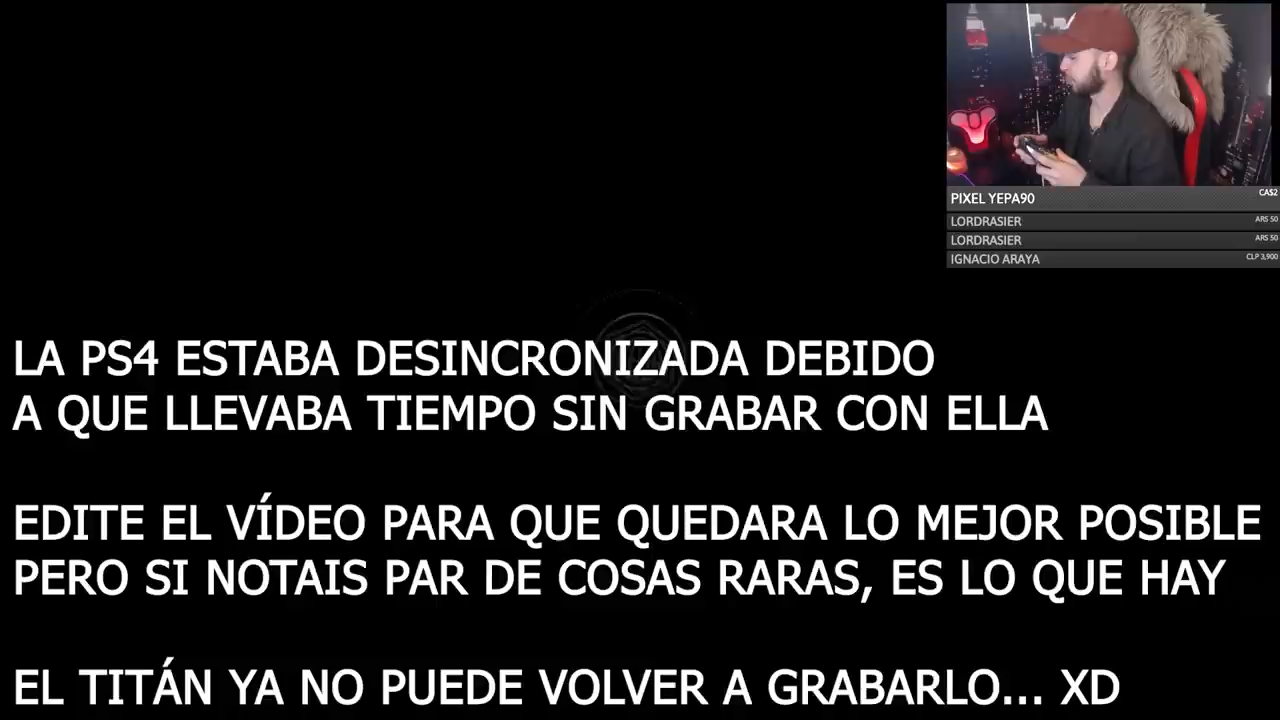 PIXEL YEPA90 CA$2
LORDRASIER ARS 50
LORDRASIER ARS 50
IGNACIO ARAYA CLP 3,900
LA PS4 ESTABA DESINCRONIZADA DEBIDO
A QUE LLEVABA TIEMPO SIN GRABAR CON ELLA
EDITE EL VÍDEO PARA QUE QUEDARA LO MEJOR POSIBLE
PERO SI NOTAIS PAR DE COSAS RARAS, ES LO QUE HAY
EL TITÁN YA NO PUEDE VOLVER A GRABARLO... XD